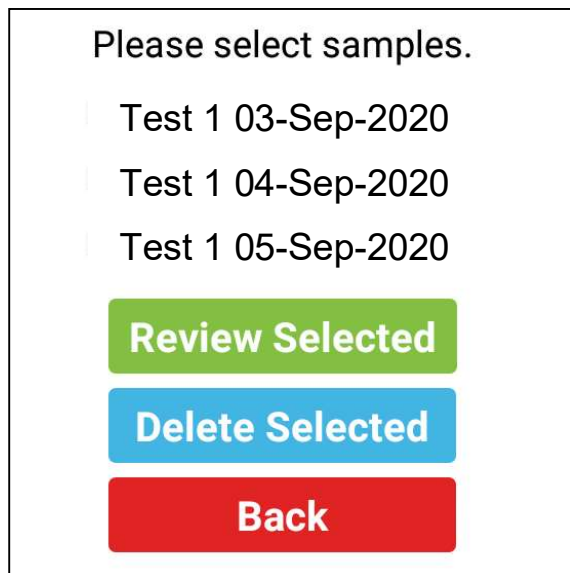 Please select samples.
Test 1 03-Sep-2020
Test 1 04-Sep-2020
Test 1 05-Sep-2020
Review Selected
Delete Selected
Back